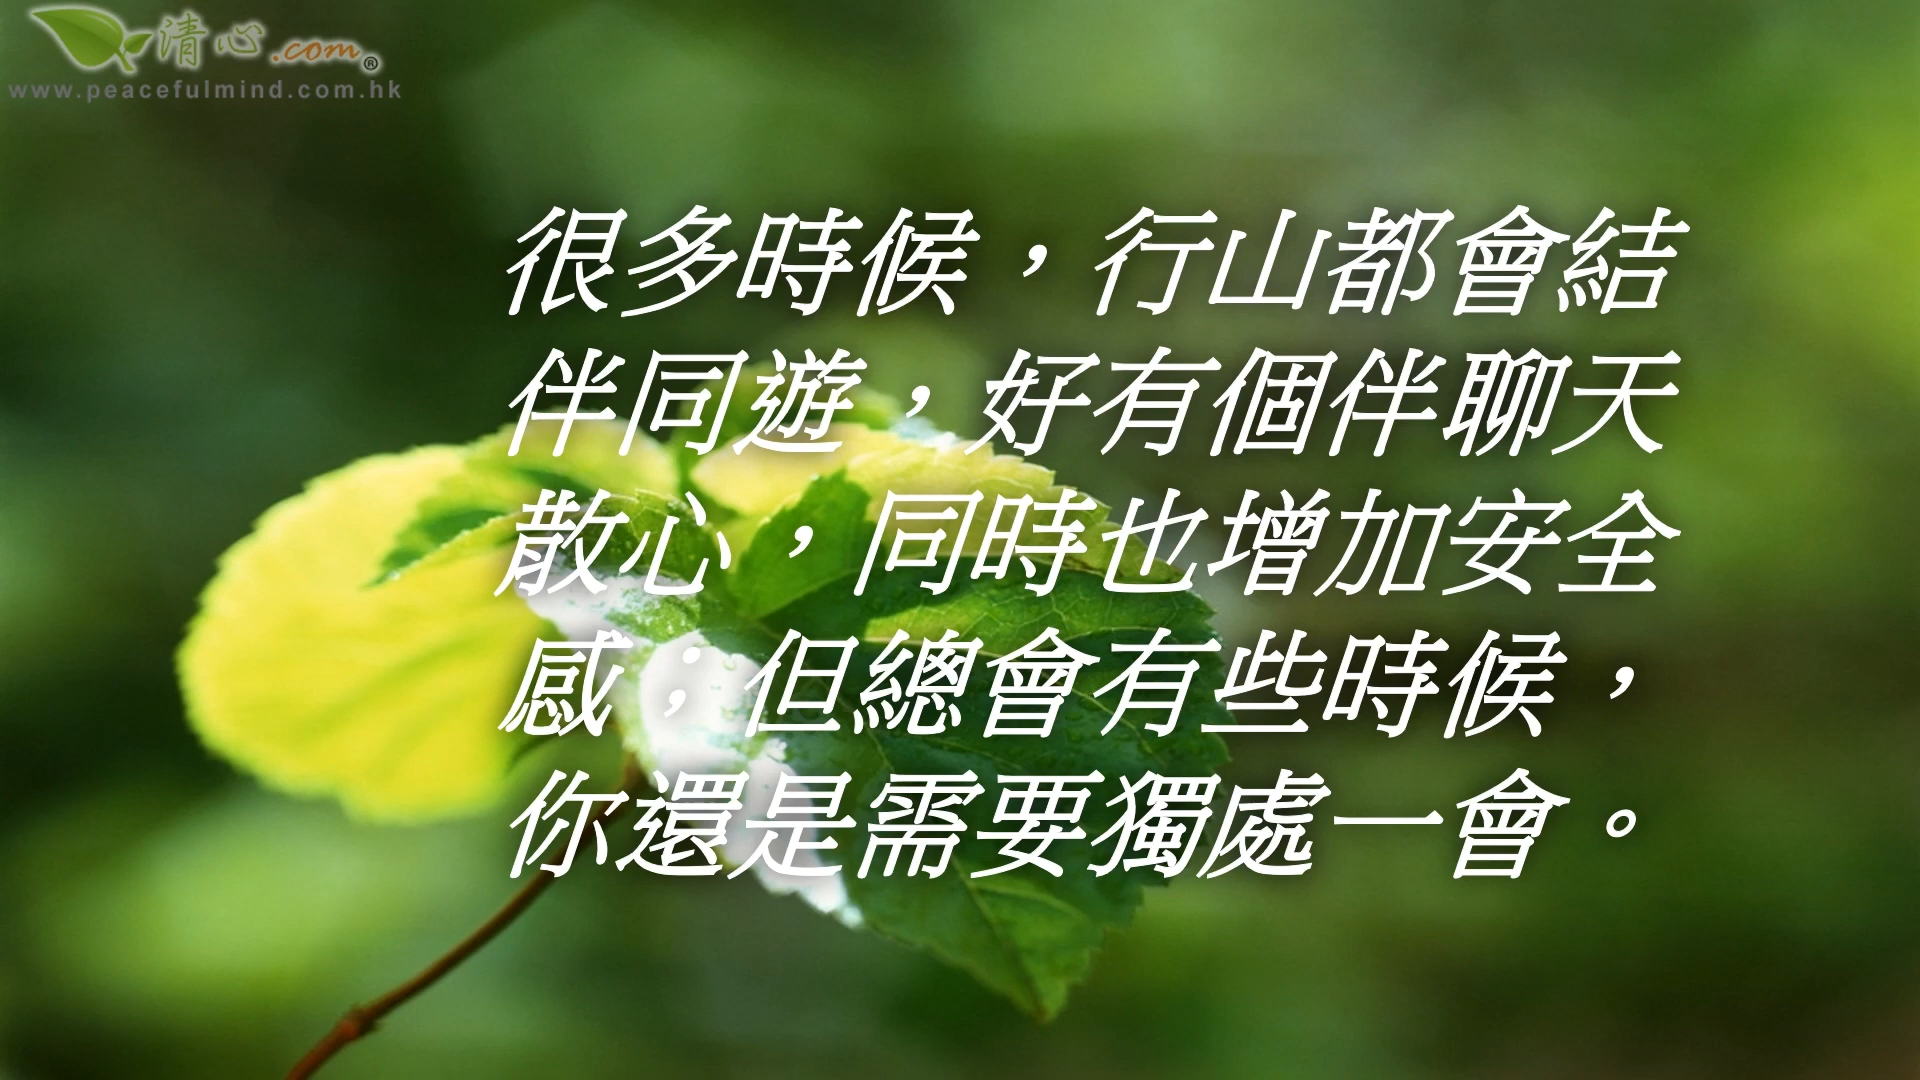 清心.com®
www.peacefulmind.com.hk
很多時候，行山都會結
伴同遊，好有個伴聊天
散心，同時也增加安全
感；但總會有些時候，
你還是需要獨處一會。